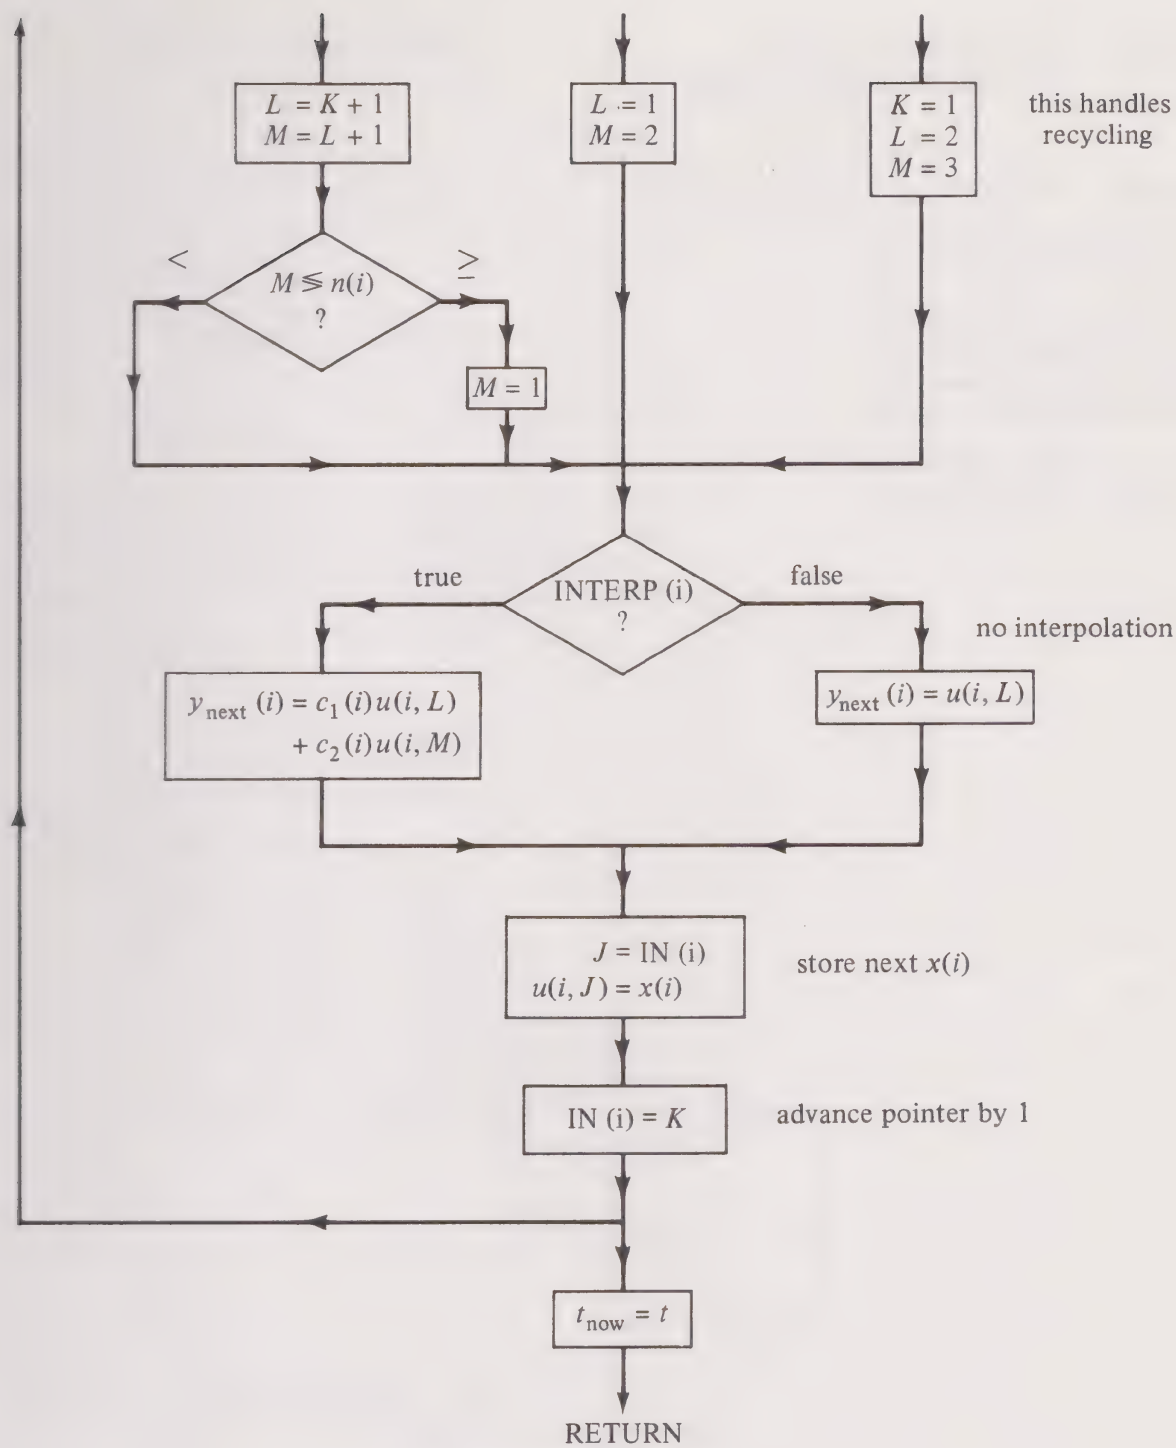 L = K + 1
M = L + 1
L = 1
M = 2
K = 1
L = 2
M = 3
this handles
recycling
<
M ≶ n(i)
?
≥
M = 1
true
INTERP (i)
?
false
no interpolation
y_next (i) = c_1 (i) u(i, L)
+ c_2 (i) u(i, M)
y_next (i) = u(i, L)
J = IN (i)
u(i, J) = x(i)
store next x(i)
IN (i) = K
advance pointer by 1
t_now = t
RETURN